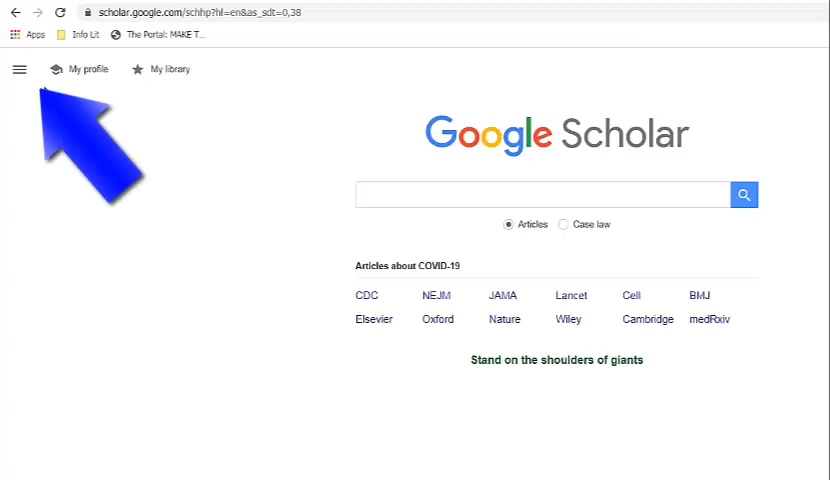 scholar.google.com/schhp?hl=en&as_sdt=0,38
Apps Info Lit The Portal: MAKE T...
My profile My library
Google Scholar
Articles Case law
Articles about COVID-19
CDC NEJM JAMA Lancet Cell BMJ
Elsevier Oxford Nature Wiley Cambridge medRxiv
Stand on the shoulders of giants